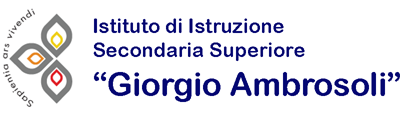 Sapientia ars vivendi
Istituto di Istruzione
Secondaria Superiore
“Giorgio Ambrosoli”